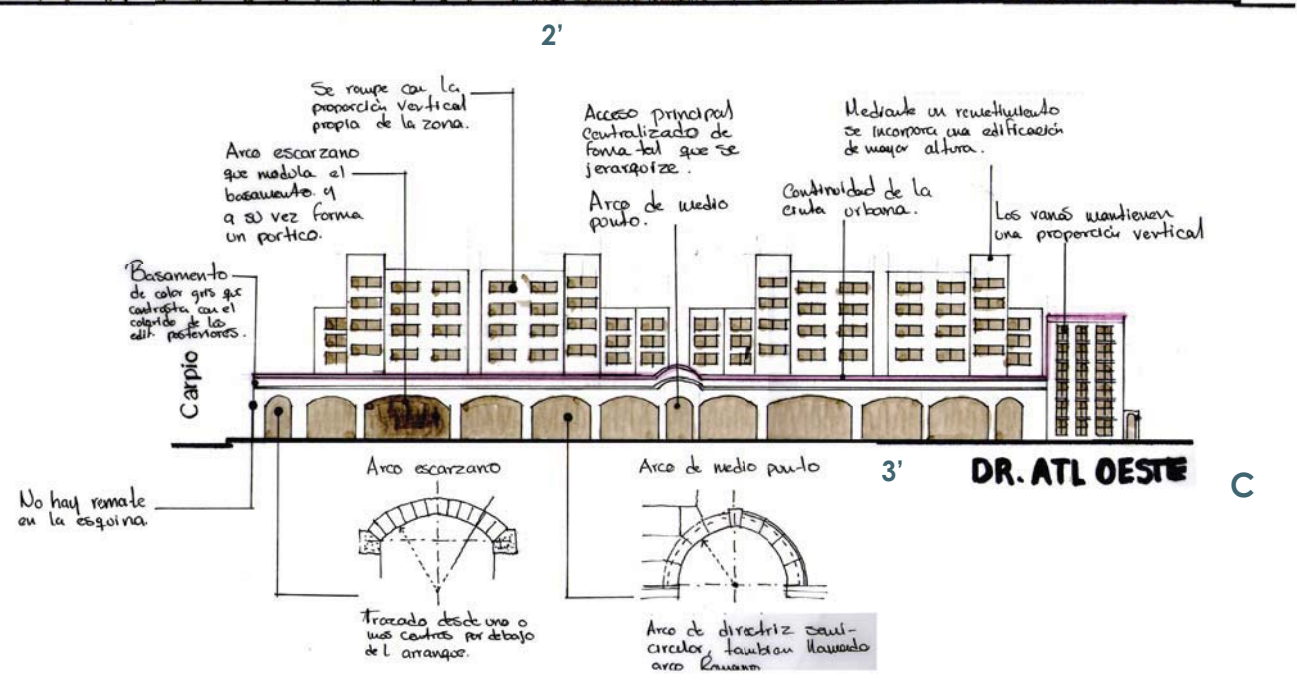 2’
Se rompe con la
proporción vertical
propia de la zona.
Arco escarzano
que modula el
basamento y
a su vez forma
un portico.
Acceso principal
centralizado de
forma tal que se
jerarquize.
Arco de medio
punto.
Mediante un remetimiento
se incorpora una edificación
de mayor altura.
Continuidad de la
cinta urbana.
Los vanos mantienen
una proporción vertical
Basamento
de color gris que
contrasta con el
colorido de los
edif. posteriores.
Carpio
No hay remate
en la esquina.
Arco escarzano
Trazado desde uno o
mas centros por debajo
del arranque.
Arco de medio punto
Arco de directriz semi-
circular, tambien llamado
arco Romano
3’
DR. ATL OESTE
C